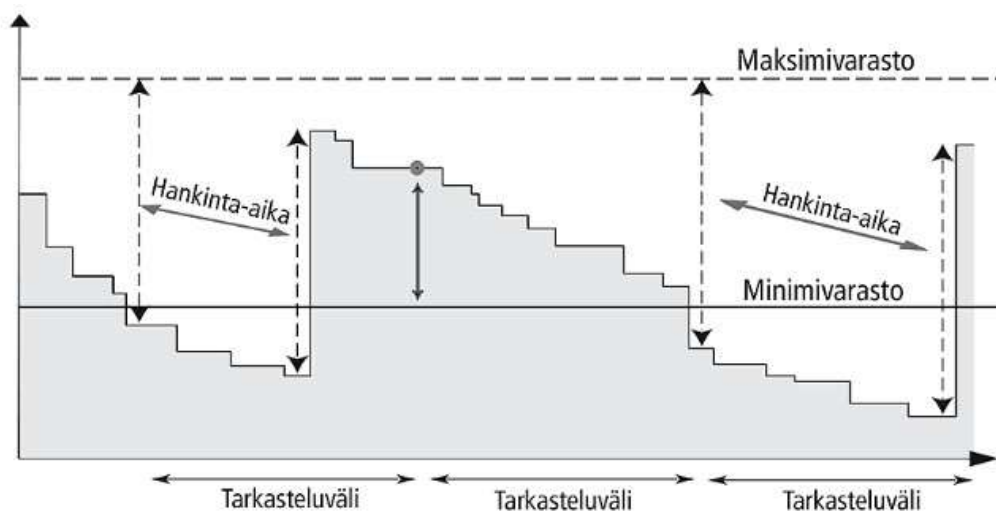 Maksimivarasto
Hankinta-aika
Hankinta-aika
Minimivarasto
Tarkasteluväli
Tarkasteluväli
Tarkasteluväli